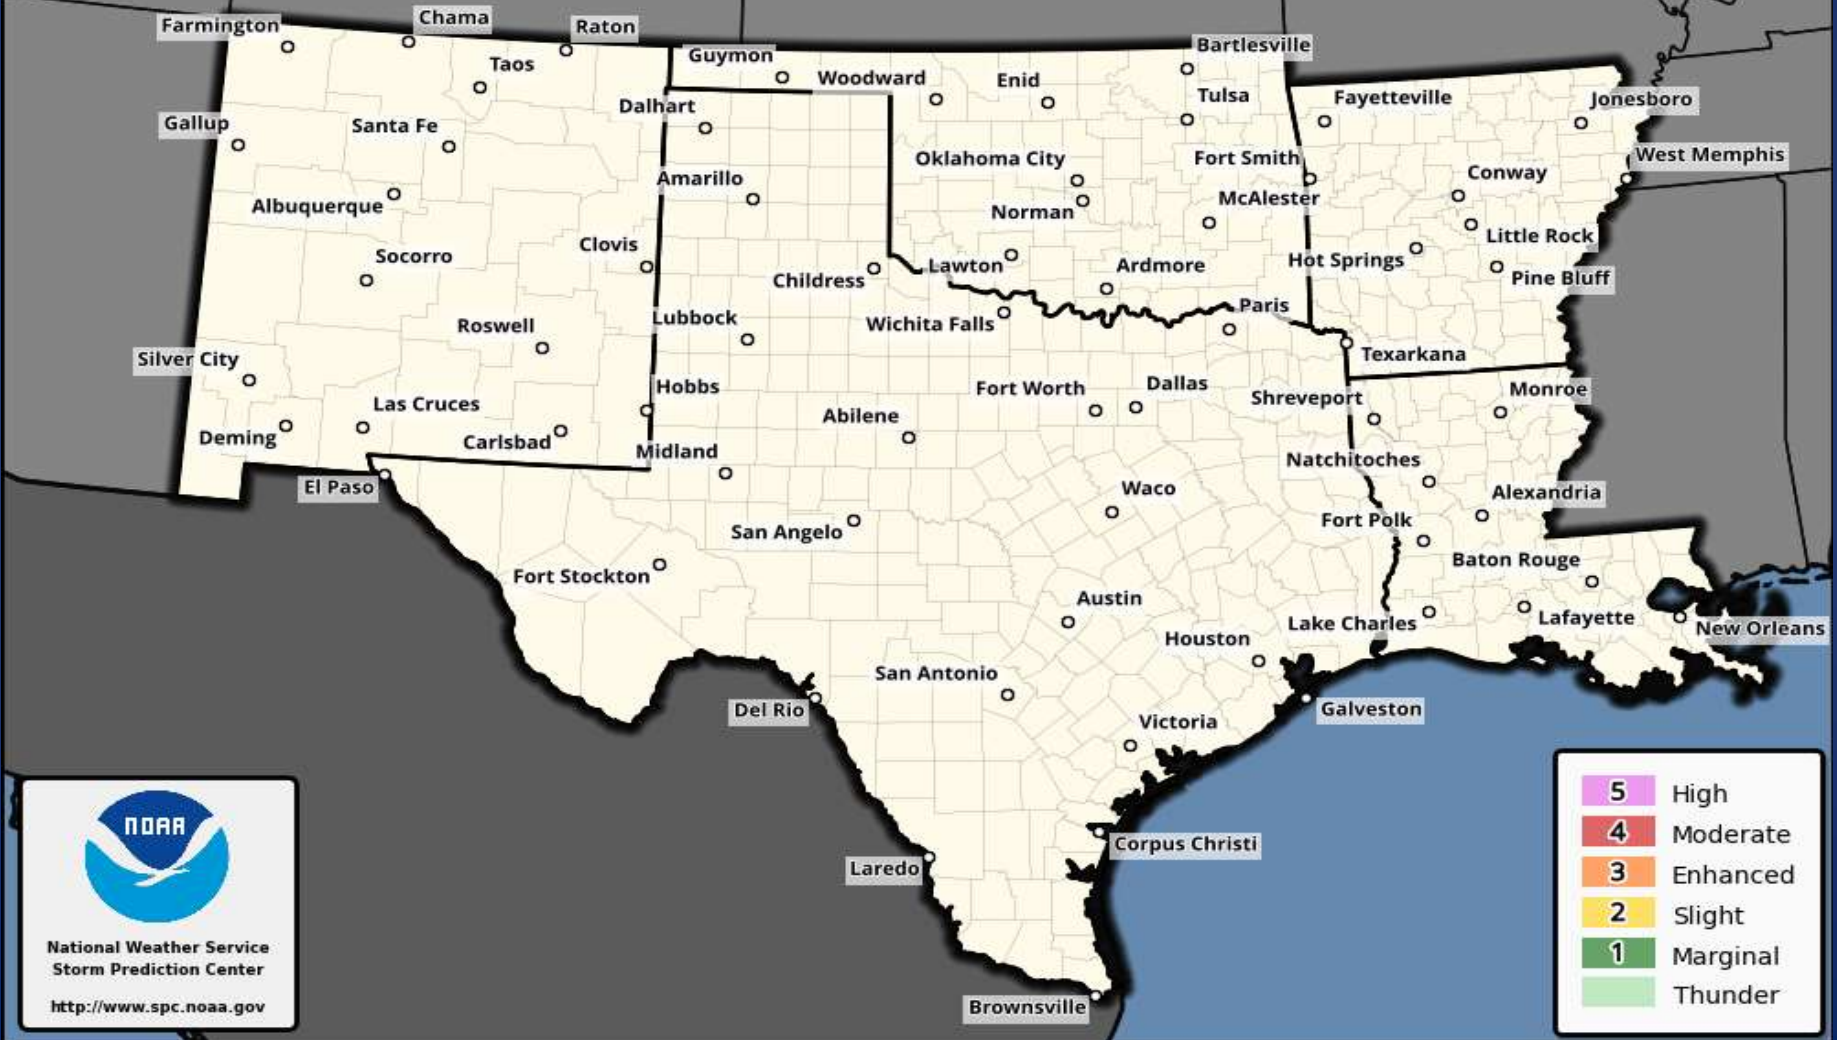 Farmington
Chama
Raton
Taos
Guymon
Woodward
Enid
Bartlesville
Tulsa
Fayetteville
Jonesboro
Dalhart
Gallup
Santa Fe
Oklahoma City
Fort Smith
West Memphis
Conway
Amarillo
Albuquerque
Norman
McAlester
Little Rock
Clovis
Socorro
Childress
Lawton
Ardmore
Hot Springs
Pine Bluff
Paris
Lubbock
Roswell
Wichita Falls
Texarkana
Silver City
Hobbs
Fort Worth
Dallas
Shreveport
Monroe
Las Cruces
Abilene
Deming
Carlsbad
Midland
Natchitoches
El Paso
Waco
Alexandria
San Angelo
Fort Polk
Baton Rouge
Fort Stockton
Austin
Lake Charles
Lafayette
New Orleans
Houston
San Antonio
Del Rio
Galveston
Victoria
Corpus Christi
Laredo
Brownsville
NOAA
National Weather Service
Storm Prediction Center
http://www.spc.noaa.gov
5 High
4 Moderate
3 Enhanced
2 Slight
1 Marginal
Thunder